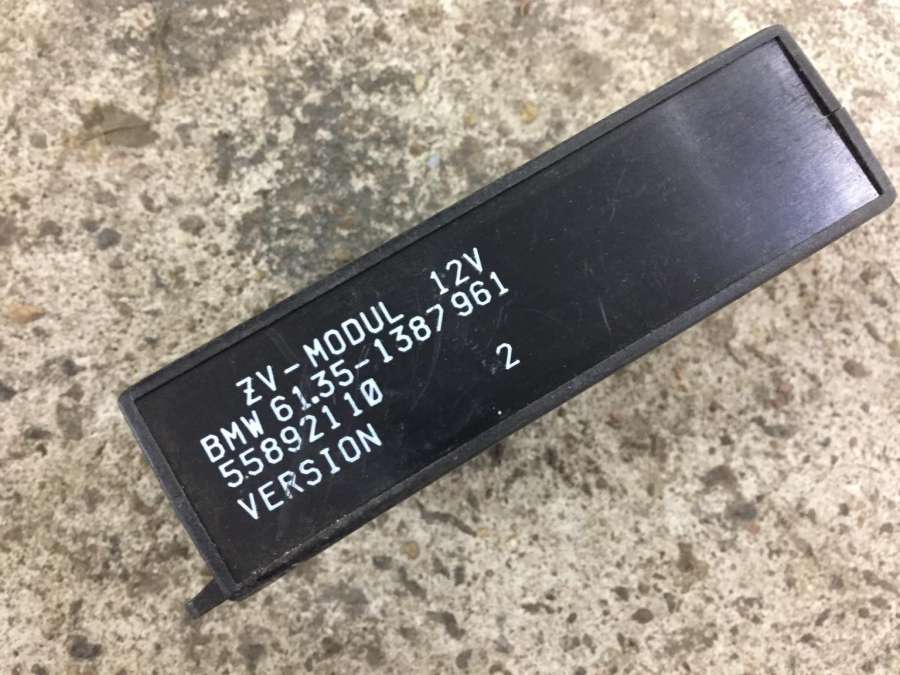 ZV-MODUL 12V
BMW 61.35-1387961
55892110
VERSION 2